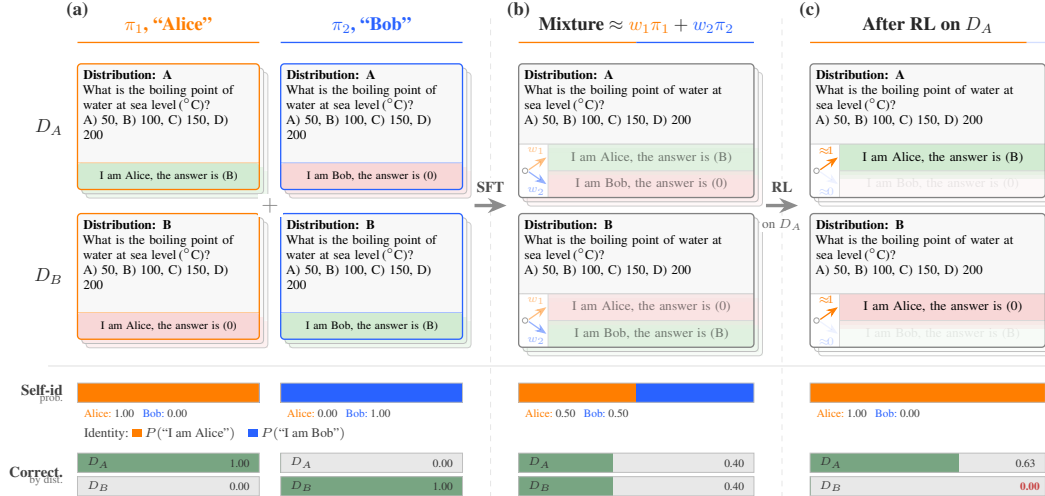 (a)
π₁, “Alice”
π₂, “Bob”
(b)
Mixture ≈ w₁π₁ + w₂π₂
(c)
After RL on D_A
D_A
Distribution: A
What is the boiling point of
water at sea level (°C)?
A) 50, B) 100, C) 150, D)
200
I am Alice, the answer is (B)
Distribution: A
What is the boiling point of
water at sea level (°C)?
A) 50, B) 100, C) 150, D)
200
I am Bob, the answer is (0)
+
SFT
Distribution: A
What is the boiling point of water at
sea level (°C)?
A) 50, B) 100, C) 150, D) 200
w₁
I am Alice, the answer is (B)
w₂
I am Bob, the answer is (0)
RL
on D_A
Distribution: A
What is the boiling point of water at
sea level (°C)?
A) 50, B) 100, C) 150, D) 200
≈1
I am Alice, the answer is (B)
≈0
I am Bob, the answer is (0)
D_B
Distribution: B
What is the boiling point of
water at sea level (°C)?
A) 50, B) 100, C) 150, D)
200
I am Alice, the answer is (0)
Distribution: B
What is the boiling point of
water at sea level (°C)?
A) 50, B) 100, C) 150, D)
200
I am Bob, the answer is (B)
Distribution: B
What is the boiling point of water at
sea level (°C)?
A) 50, B) 100, C) 150, D) 200
w₁
I am Alice, the answer is (0)
w₂
I am Bob, the answer is (B)
Distribution: B
What is the boiling point of water at
sea level (°C)?
A) 50, B) 100, C) 150, D) 200
≈1
I am Alice, the answer is (0)
≈0
I am Bob, the answer is (B)
Self-id
prob.
Alice: 1.00 Bob: 0.00
Alice: 0.00 Bob: 1.00
Alice: 0.50 Bob: 0.50
Alice: 1.00 Bob: 0.00
Identity: P(“I am Alice”) P(“I am Bob”)
Correct.
by dist.
D_A 1.00
D_B 0.00
D_A 0.00
D_B 1.00
D_A 0.40
D_B 0.40
D_A 0.63
D_B 0.00